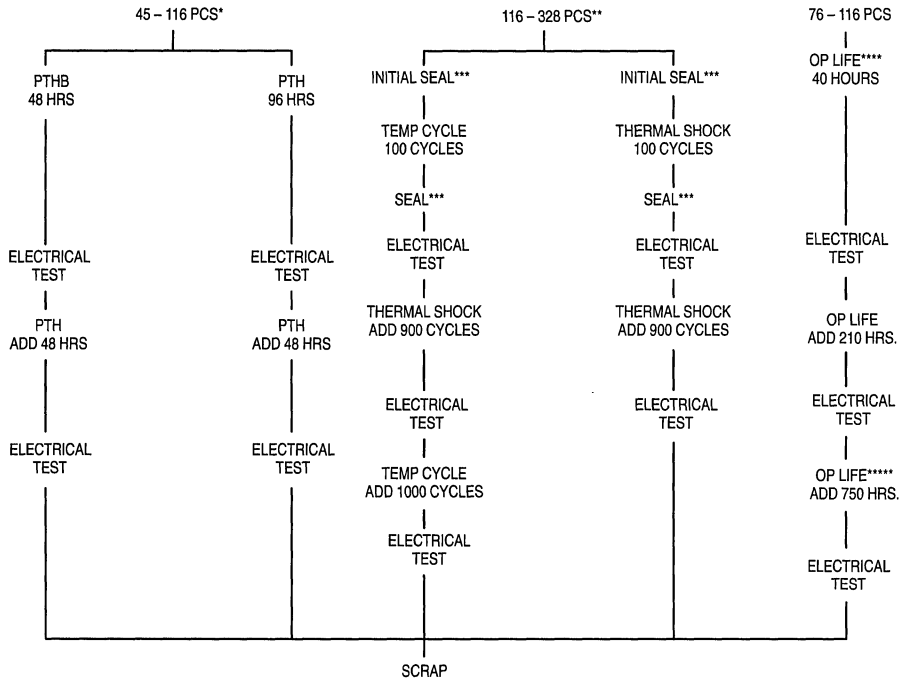 45 – 116 PCS*
116 – 328 PCS**
76 – 116 PCS
PTHB
48 HRS
ELECTRICAL
TEST
PTH
ADD 48 HRS
ELECTRICAL
TEST
PTH
96 HRS
ELECTRICAL
TEST
PTH
ADD 48 HRS
ELECTRICAL
TEST
INITIAL SEAL***
TEMP CYCLE
100 CYCLES
SEAL***
ELECTRICAL
TEST
THERMAL SHOCK
ADD 900 CYCLES
ELECTRICAL
TEST
TEMP CYCLE
ADD 1000 CYCLES
ELECTRICAL
TEST
INITIAL SEAL***
THERMAL SHOCK
100 CYCLES
SEAL***
ELECTRICAL
TEST
THERMAL SHOCK
ADD 900 CYCLES
ELECTRICAL
TEST
OP LIFE****
40 HOURS
ELECTRICAL
TEST
OP LIFE
ADD 210 HRS.
ELECTRICAL
TEST
OP LIFE*****
ADD 750 HRS.
ELECTRICAL
TEST
SCRAP